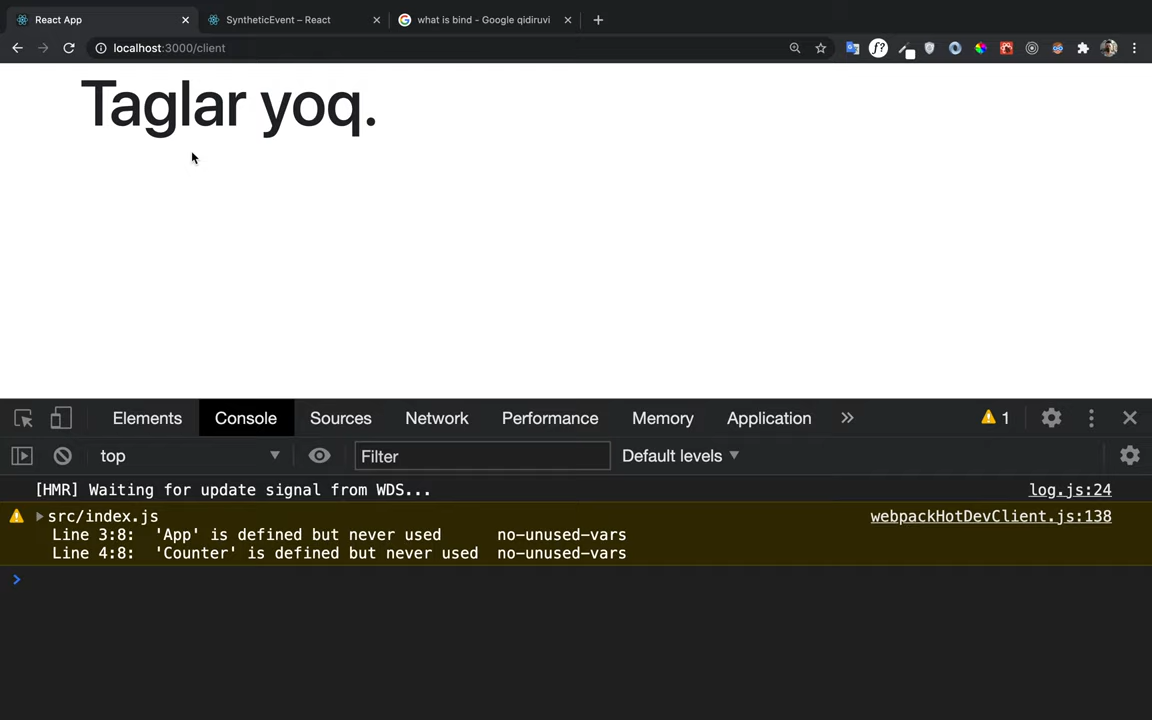 React App
SyntheticEvent – React
what is bind - Google qidiruvi
localhost:3000/client
f?
Taglar yoq.
Elements
Console
Sources
Network
Performance
Memory
Application
1
top
Filter
Default levels
[HMR] Waiting for update signal from WDS...
log.js:24
src/index.js
webpackHotDevClient.js:138
Line 3:8:  'App' is defined but never used      no-unused-vars
Line 4:8:  'Counter' is defined but never used  no-unused-vars